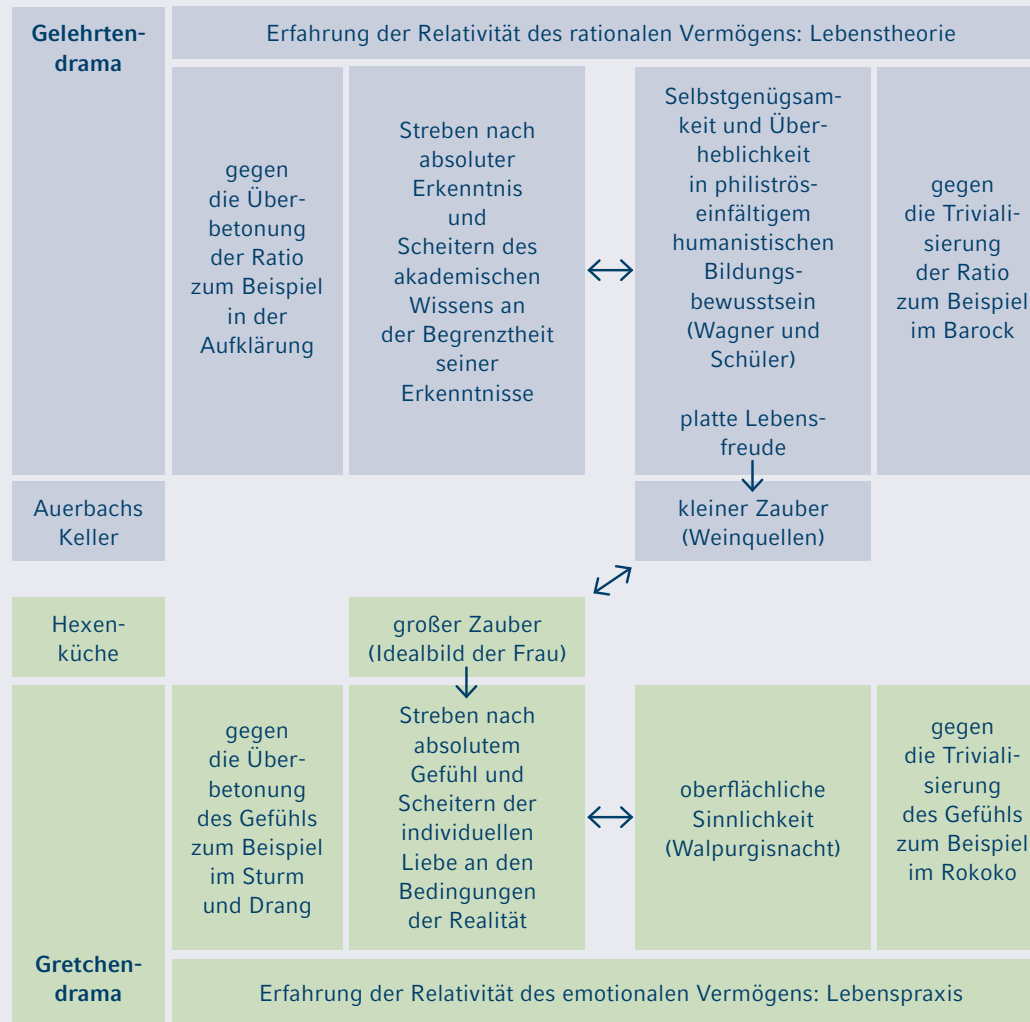 Gelehrten-
drama
Erfahrung der Relativität des rationalen Vermögens: Lebenstheorie
gegen
die Über-
betonung
der Ratio
zum Beispiel
in der
Aufklärung
Streben nach
absoluter
Erkenntnis
und
Scheitern des
akademischen
Wissens an
der Begrenztheit
seiner
Erkenntnisse
Selbstgenügsam-
keit und Über-
heblichkeit
in philiströs-
einfältigem
humanistischen
Bildungs-
bewusstsein
(Wagner und
Schüler)
platte Lebens-
freude
gegen
die Triviali-
sierung
der Ratio
zum Beispiel
im Barock
Auerbachs
Keller
kleiner Zauber
(Weinquellen)
Hexen-
küche
großer Zauber
(Idealbild der Frau)
gegen
die Über-
betonung
des Gefühls
zum Beispiel
im Sturm
und Drang
Streben nach
absolutem
Gefühl und
Scheitern der
individuellen
Liebe an den
Bedingungen
der Realität
oberflächliche
Sinnlichkeit
(Walpurgisnacht)
gegen
die Triviali-
sierung
des Gefühls
zum Beispiel
im Rokoko
Gretchen-
drama
Erfahrung der Relativität des emotionalen Vermögens: Lebenspraxis